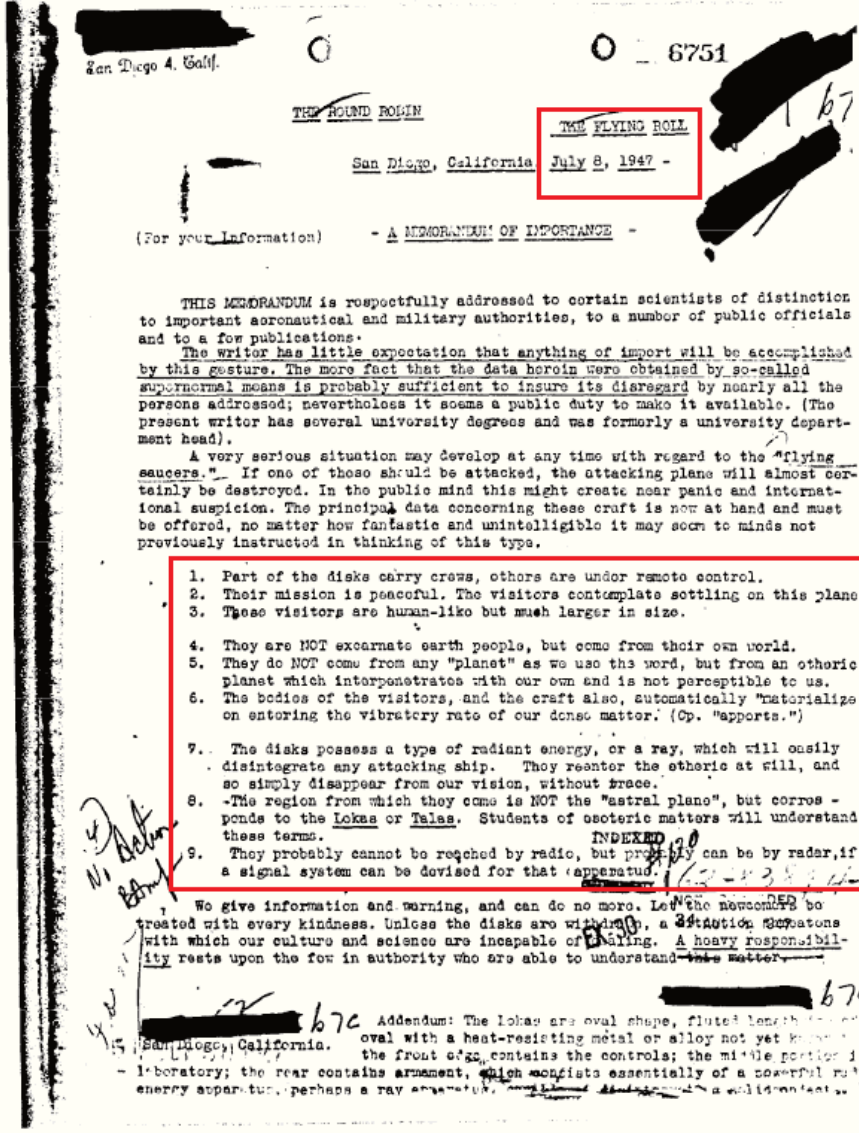 San Diego 4, Calif.
6751
THE ROUND ROBIN
THE FLYING ROLL
San Diego, California, July 8, 1947 -
b7
(For your Information)
- A MEMORANDUM OF IMPORTANCE -
THIS MEMORANDUM is respectfully addressed to certain scientists of distinction
to important aeronautical and military authorities, to a number of public officials
and to a few publications.
The writer has little expectation that anything of import will be accomplished
by this gesture. The mere fact that the data herein were obtained by so-called
supernormal means is probably sufficient to insure its disregard by nearly all the
persons addressed; nevertheless it seems a public duty to make it available. (The
present writer has several university degrees and was formerly a university depart-
ment head).
A very serious situation may develop at any time with regard to the "flying
saucers." If one of these should be attacked, the attacking plane will almost cer-
tainly be destroyed. In the public mind this might create near panic and internat-
ional suspicion. The principal data concerning these craft is now at hand and must
be offered, no matter how fantastic and unintelligible it may seem to minds not
previously instructed in thinking of this type.
1. Part of the disks carry crews, others are under remote control.
2. Their mission is peaceful. The visitors contemplate settling on this plane
3. These visitors are human-like but much larger in size.
4. They are NOT excarnate earth people, but come from their own world.
5. They do NOT come from any "planet" as we use the word, but from an etheric
planet which interpenetrates with our own and is not perceptible to us.
6. The bodies of the visitors, and the craft also, automatically "materialize
on entering the vibratory rate of our dense matter. (Cp. "apports.")
7. The disks possess a type of radiant energy, or a ray, which will easily
disintegrate any attacking ship. They reenter the etheric at will, and
so simply disappear from our vision, without trace.
8. -The region from which they come is NOT the "astral plane", but corres -
ponds to the Lokas or Talas. Students of esoteric matters will understand
these terms.
INDEXED
9. They probably cannot be reached by radio, but probably can be by radar, if
a signal system can be devised for that apparatus.
No Action
We give information and warning, and can do no more. Let the newcomers be
treated with every kindness. Unless the disks are withdrawn, a threatens
with which our culture and science are incapable of dealing. A heavy responsibil-
ity rests upon the few in authority who are able to understand this matter.
EX-30
b7C
San Diego, California.
b7C
Addendum: The Lokas are oval shape, fluted length
oval with a heat-resisting metal or alloy not yet
the front cage contains the controls; the middle portion
laboratory; the rear contains armament, which consists essentially of a powerful
energy apparatus, perhaps a ray